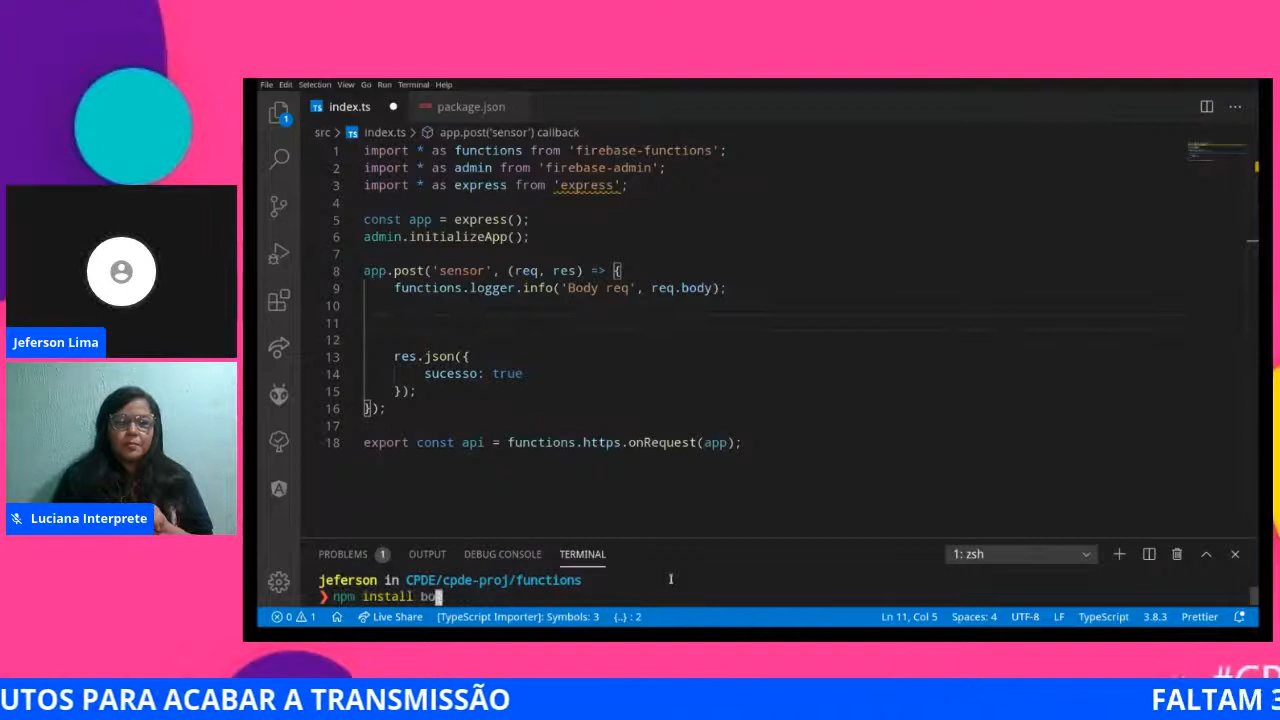 File Edit Selection View Go Run Terminal Help
TS index.ts package.json
1
src > TS index.ts > app.post('sensor') callback
1 import * as functions from 'firebase-functions';
2 import * as admin from 'firebase-admin';
3 import * as express from 'express';
4
5 const app = express();
6 admin.initializeApp();
7
8 app.post('sensor', (req, res) => {
9 functions.logger.info('Body req', req.body);
10
11
12
13 res.json({
14 sucesso: true
15 });
16 });
17
18 export const api = functions.https.onRequest(app);
Jeferson Lima
Luciana Interprete
PROBLEMS 1 OUTPUT DEBUG CONSOLE TERMINAL 1: zsh
jeferson in CPDE/cpde-proj/functions
❯ npm install bo
0 1 Live Share [TypeScript Importer]: Symbols: 3 {..} : 2 Ln 11, Col 5 Spaces: 4 UTF-8 LF TypeScript 3.8.3 Prettier
UTOS PARA ACABAR A TRANSMISSÃO FALTAM 3